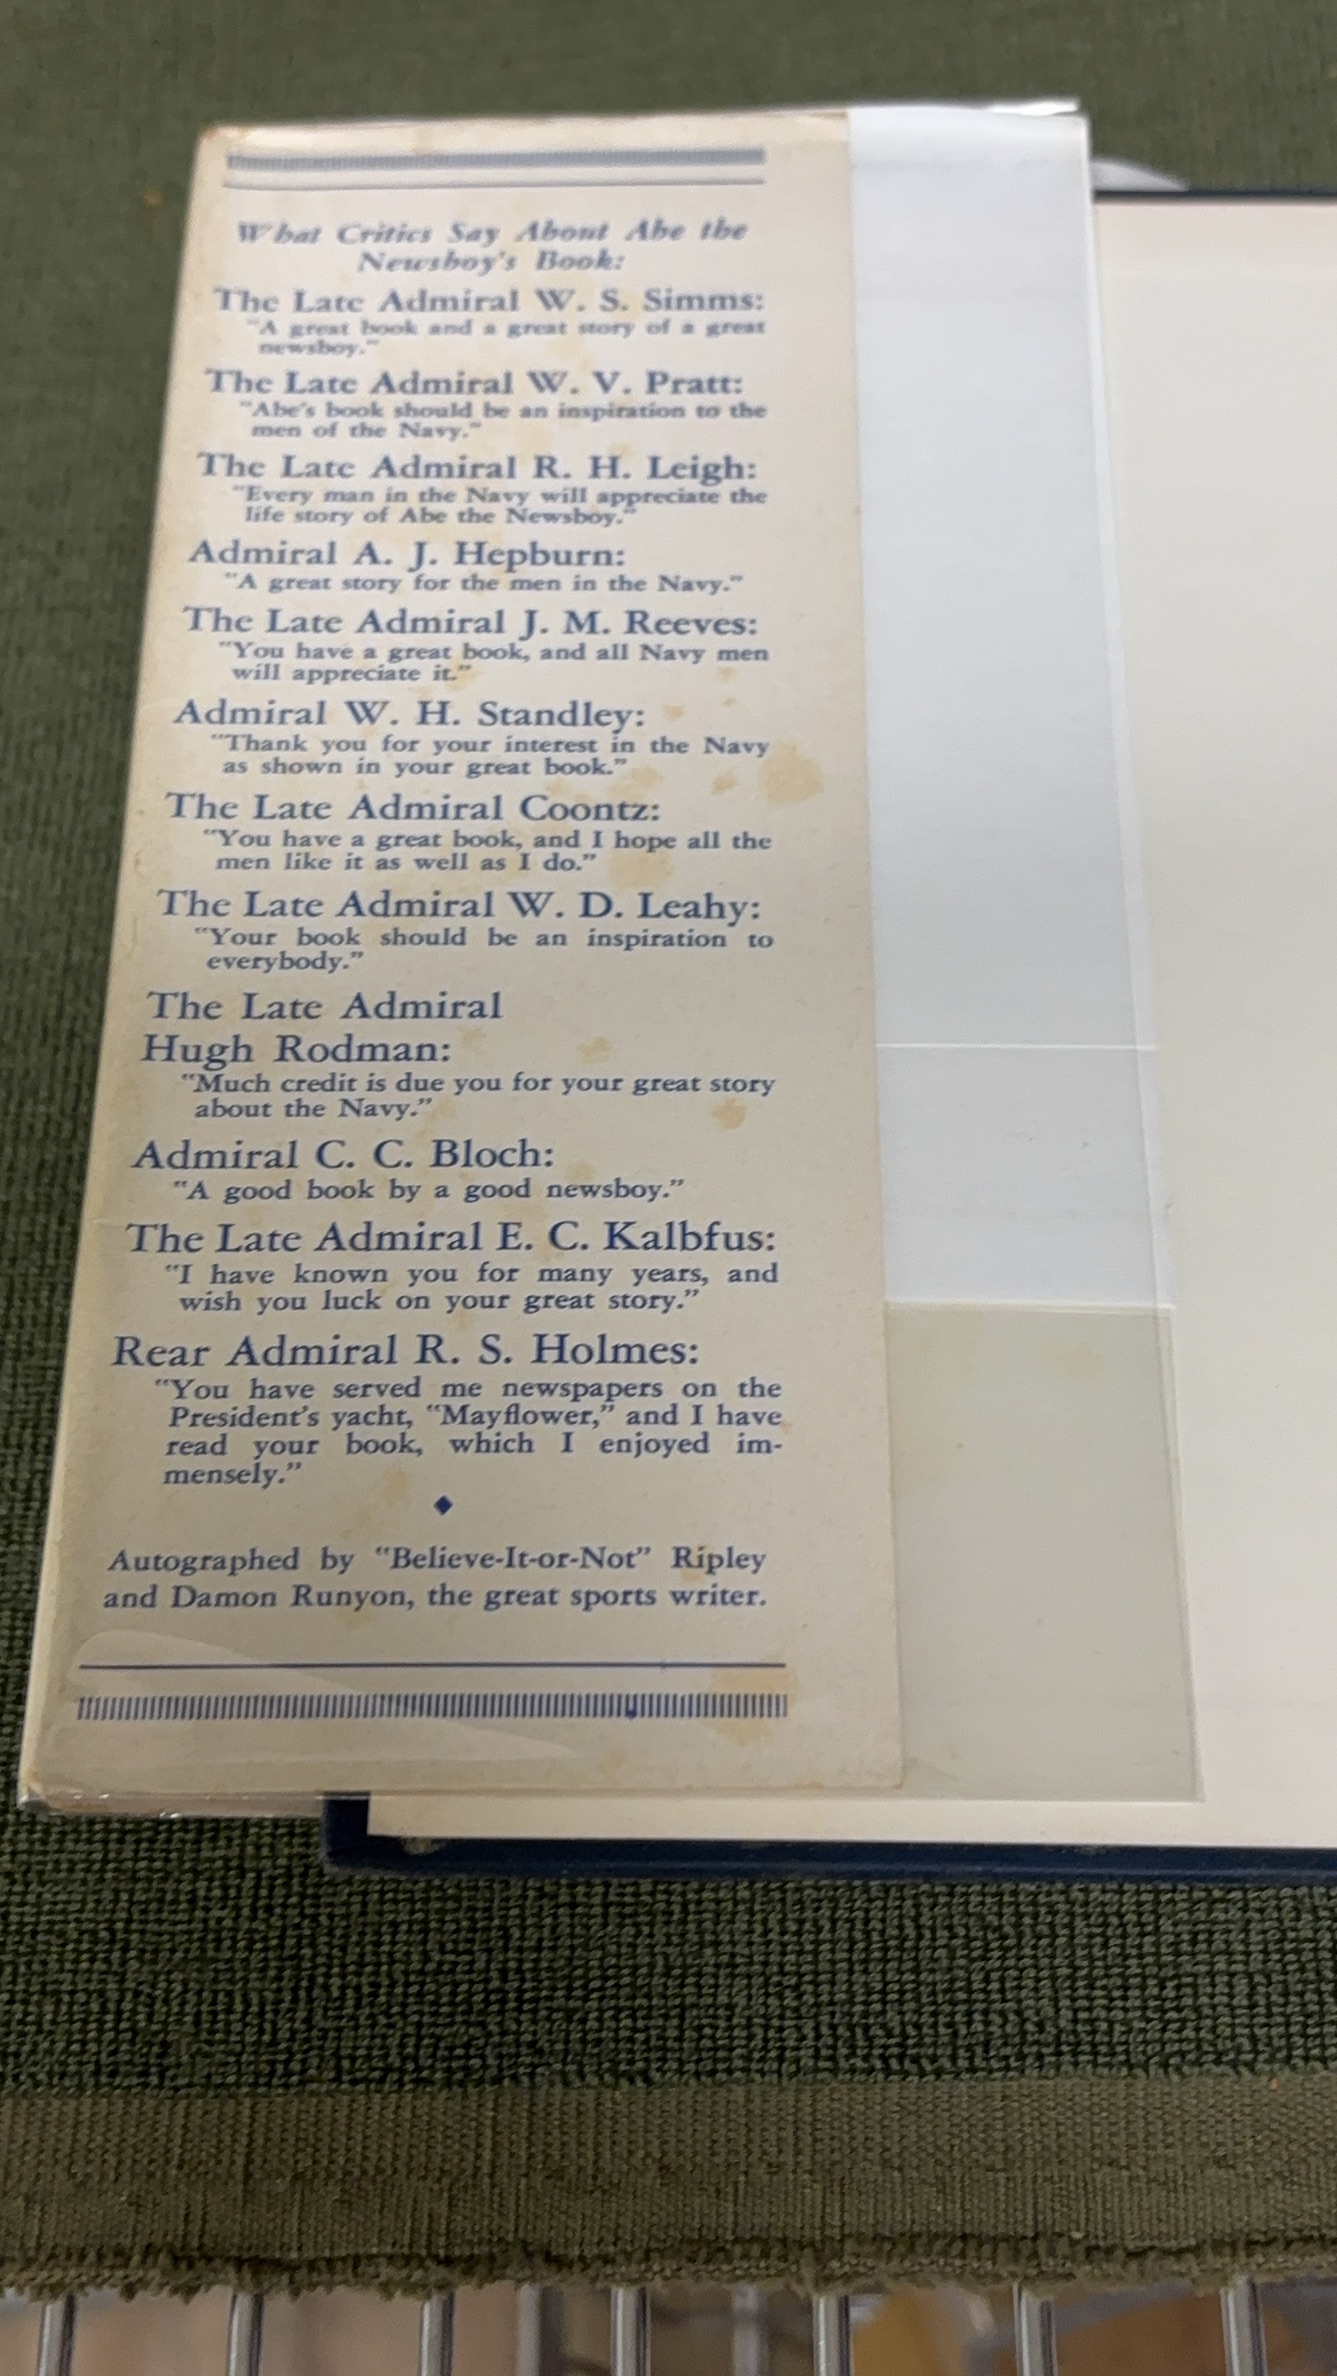 What Critics Say About Abe the
Newsboy's Book:
The Late Admiral W. S. Simms:
"A great book and a great story of a great
newsboy."
The Late Admiral W. V. Pratt:
"Abe's book should be an inspiration to the
men of the Navy."
The Late Admiral R. H. Leigh:
"Every man in the Navy will appreciate the
life story of Abe the Newsboy."
Admiral A. J. Hepburn:
"A great story for the men in the Navy."
The Late Admiral J. M. Reeves:
"You have a great book, and all Navy men
will appreciate it."
Admiral W. H. Standley:
"Thank you for your interest in the Navy
as shown in your great book."
The Late Admiral Coontz:
"You have a great book, and I hope all the
men like it as well as I do."
The Late Admiral W. D. Leahy:
"Your book should be an inspiration to
everybody."
The Late Admiral
Hugh Rodman:
"Much credit is due you for your great story
about the Navy."
Admiral C. C. Bloch:
"A good book by a good newsboy."
The Late Admiral E. C. Kalbfus:
"I have known you for many years, and
wish you luck on your great story."
Rear Admiral R. S. Holmes:
"You have served me newspapers on the
President's yacht, "Mayflower," and I have
read your book, which I enjoyed im-
mensely."
Autographed by "Believe-It-or-Not" Ripley
and Damon Runyon, the great sports writer.